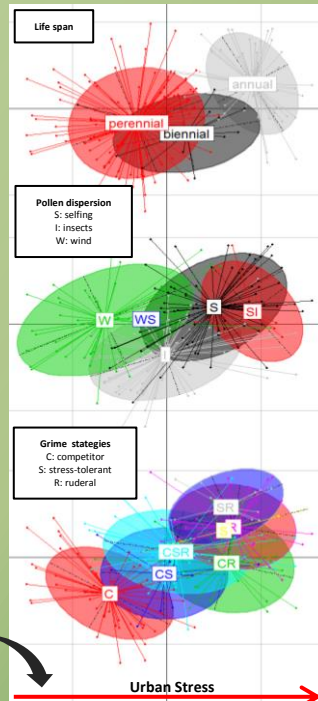 Life span
annual
perennial
biennial
Pollen dispersion
S: selfing
I: insects
W: wind
S
SI
W
WS
I
Grime stategies
C: competitor
S: stress-tolerant
R: ruderal
SR
R
CSR
CR
CS
C
Urban Stress